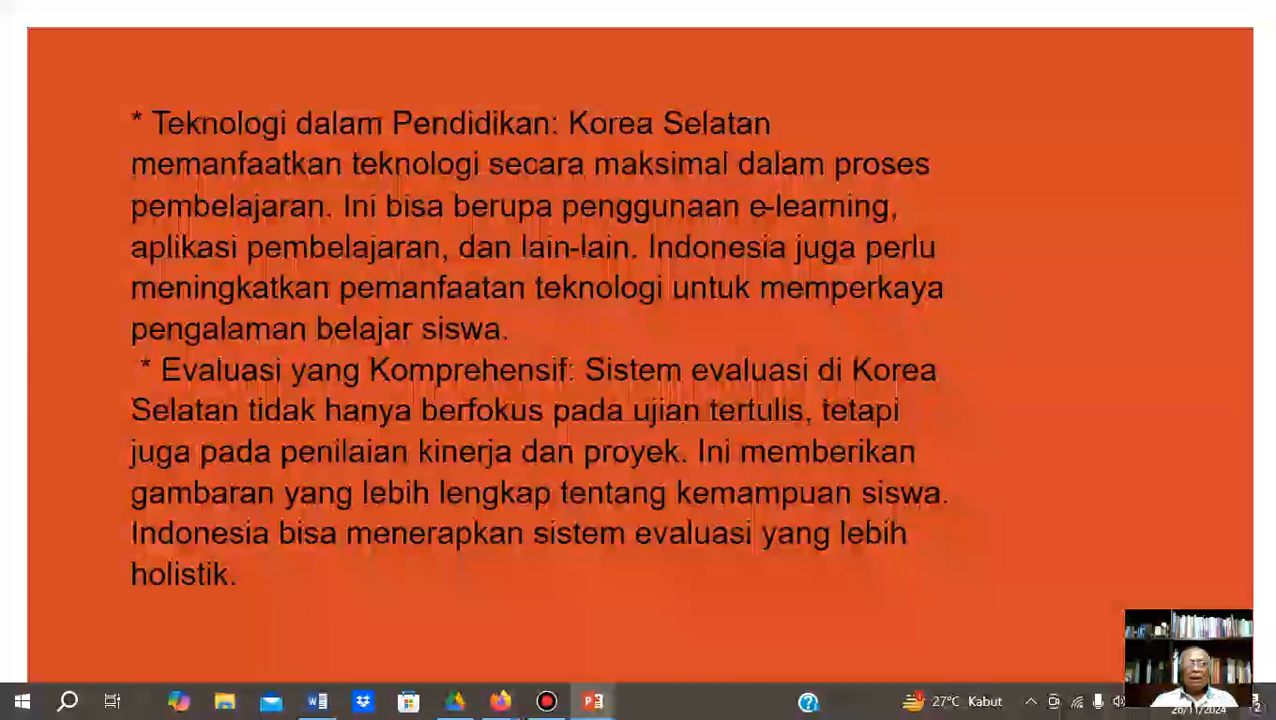 * Teknologi dalam Pendidikan: Korea Selatan
memanfaatkan teknologi secara maksimal dalam proses
pembelajaran. Ini bisa berupa penggunaan e-learning,
aplikasi pembelajaran, dan lain-lain. Indonesia juga perlu
meningkatkan pemanfaatan teknologi untuk memperkaya
pengalaman belajar siswa.
* Evaluasi yang Komprehensif: Sistem evaluasi di Korea
Selatan tidak hanya berfokus pada ujian tertulis, tetapi
juga pada penilaian kinerja dan proyek. Ini memberikan
gambaran yang lebih lengkap tentang kemampuan siswa.
Indonesia bisa menerapkan sistem evaluasi yang lebih
holistik.
27°C Kabut
26/11/2024